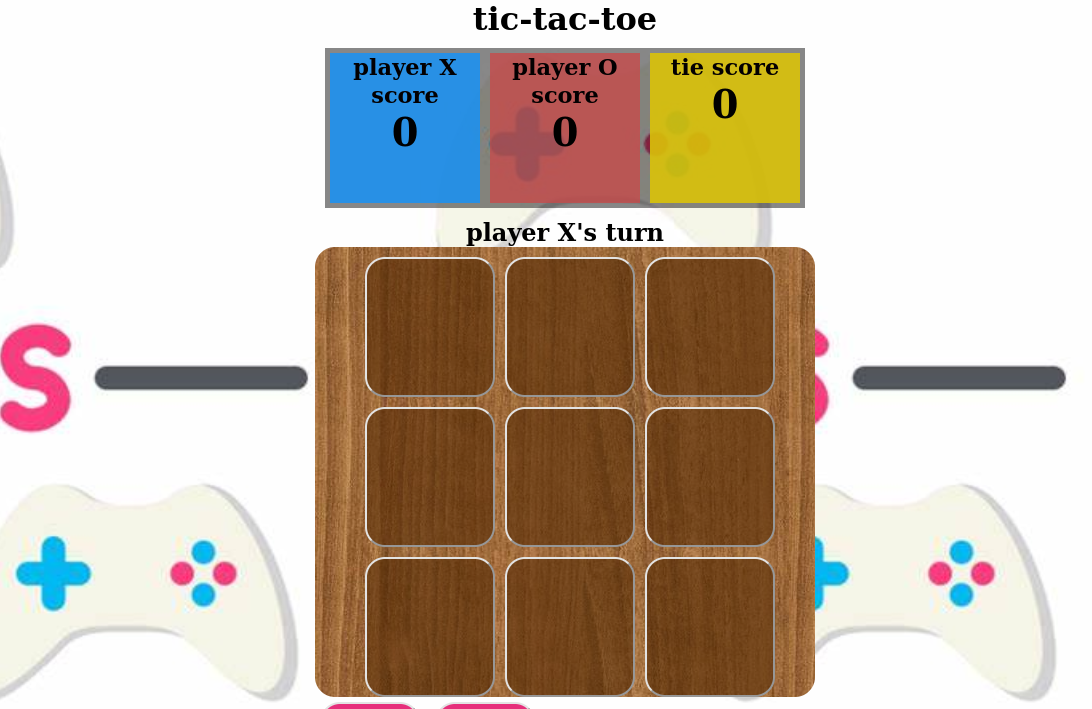 tic-tac-toe
player X
score
0
player O
score
0
tie score
0
player X's turn
S